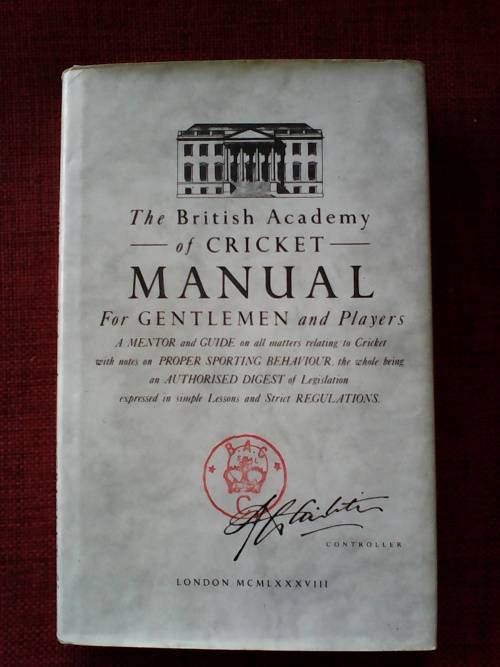 The British Academy
of CRICKET
MANUAL
For GENTLEMEN and Players
A MENTOR and GUIDE on all matters relating to Cricket
with notes on PROPER SPORTING BEHAVIOUR, the whole being
an AUTHORISED DIGEST of Legislation
expressed in simple Lessons and Strict REGULATIONS.
B.A.C
CONTROLLER
LONDON MCMLXXXVIII